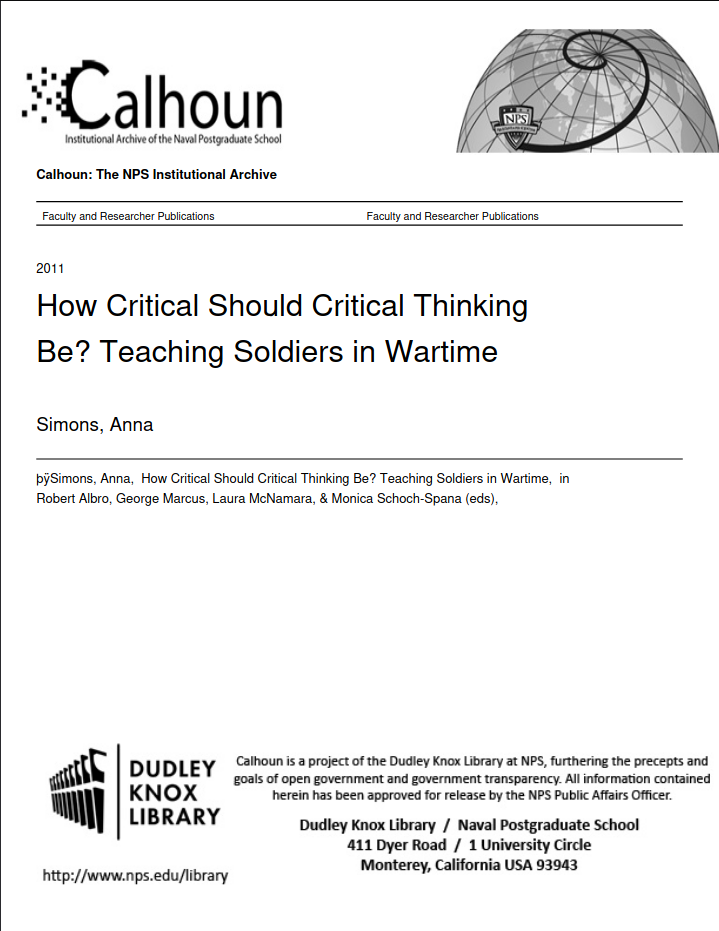 Calhoun
Institutional Archive of the Naval Postgraduate School
NPS
Calhoun: The NPS Institutional Archive
Faculty and Researcher Publications Faculty and Researcher Publications
2011
How Critical Should Critical Thinking
Be? Teaching Soldiers in Wartime
Simons, Anna
þÿSimons, Anna, How Critical Should Critical Thinking Be? Teaching Soldiers in Wartime, in
Robert Albro, George Marcus, Laura McNamara, & Monica Schoch-Spana (eds),
DUDLEY
KNOX
LIBRARY
http://www.nps.edu/library
Calhoun is a project of the Dudley Knox Library at NPS, furthering the precepts and
goals of open government and government transparency. All information contained
herein has been approved for release by the NPS Public Affairs Officer.
Dudley Knox Library / Naval Postgraduate School
411 Dyer Road / 1 University Circle
Monterey, California USA 93943